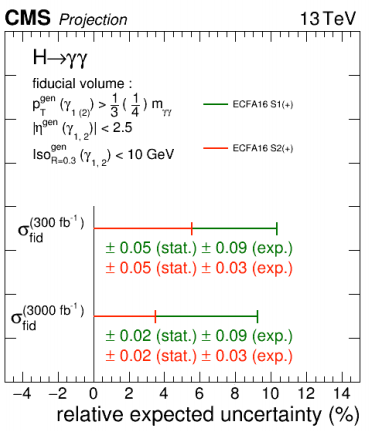 CMS Projection 13 TeV
H→γγ
fiducial volume :
p_T^gen (γ_1 (2)) > 1/3 (1/4) m_γγ
|η^gen (γ_1, 2)| < 2.5
Iso_R=0.3^gen (γ_1, 2) < 10 GeV
ECFA16 S1(+)
ECFA16 S2(+)
σ_fid^(300 fb⁻¹)
± 0.05 (stat.) ± 0.09 (exp.)
± 0.05 (stat.) ± 0.03 (exp.)
σ_fid^(3000 fb⁻¹)
± 0.02 (stat.) ± 0.09 (exp.)
± 0.02 (stat.) ± 0.03 (exp.)
−4 −2 0 2 4 6 8 10 12 14
relative expected uncertainty (%)